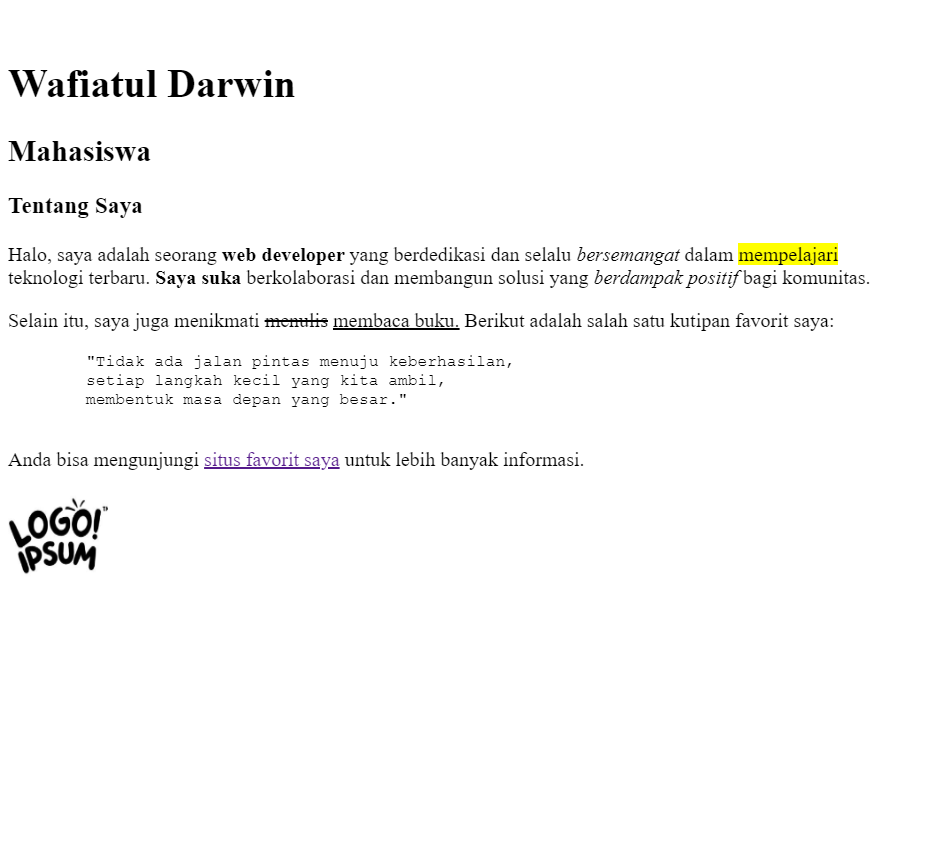 Wafiatul Darwin
Mahasiswa
Tentang Saya
Halo, saya adalah seorang web developer yang berdedikasi dan selalu bersemangat dalam mempelajari
teknologi terbaru. Saya suka berkolaborasi dan membangun solusi yang berdampak positif bagi komunitas.
Selain itu, saya juga menikmati menulis membaca buku. Berikut adalah salah satu kutipan favorit saya:
"Tidak ada jalan pintas menuju keberhasilan,
setiap langkah kecil yang kita ambil,
membentuk masa depan yang besar."
Anda bisa mengunjungi situs favorit saya untuk lebih banyak informasi.
LOGO!
IPSUM